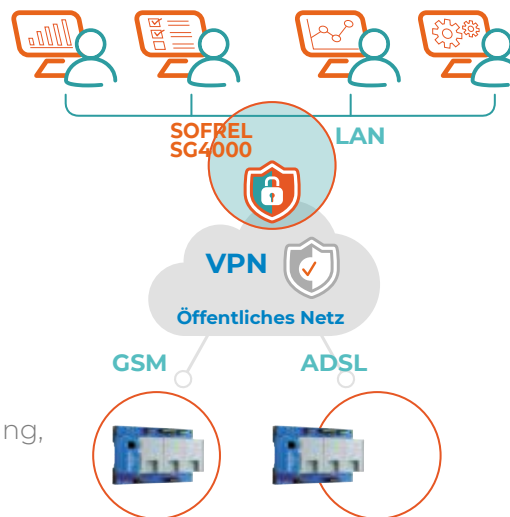 SOFREL
SG4000
LAN
VPN
Öffentliches Netz
GSM
ADSL
ng,